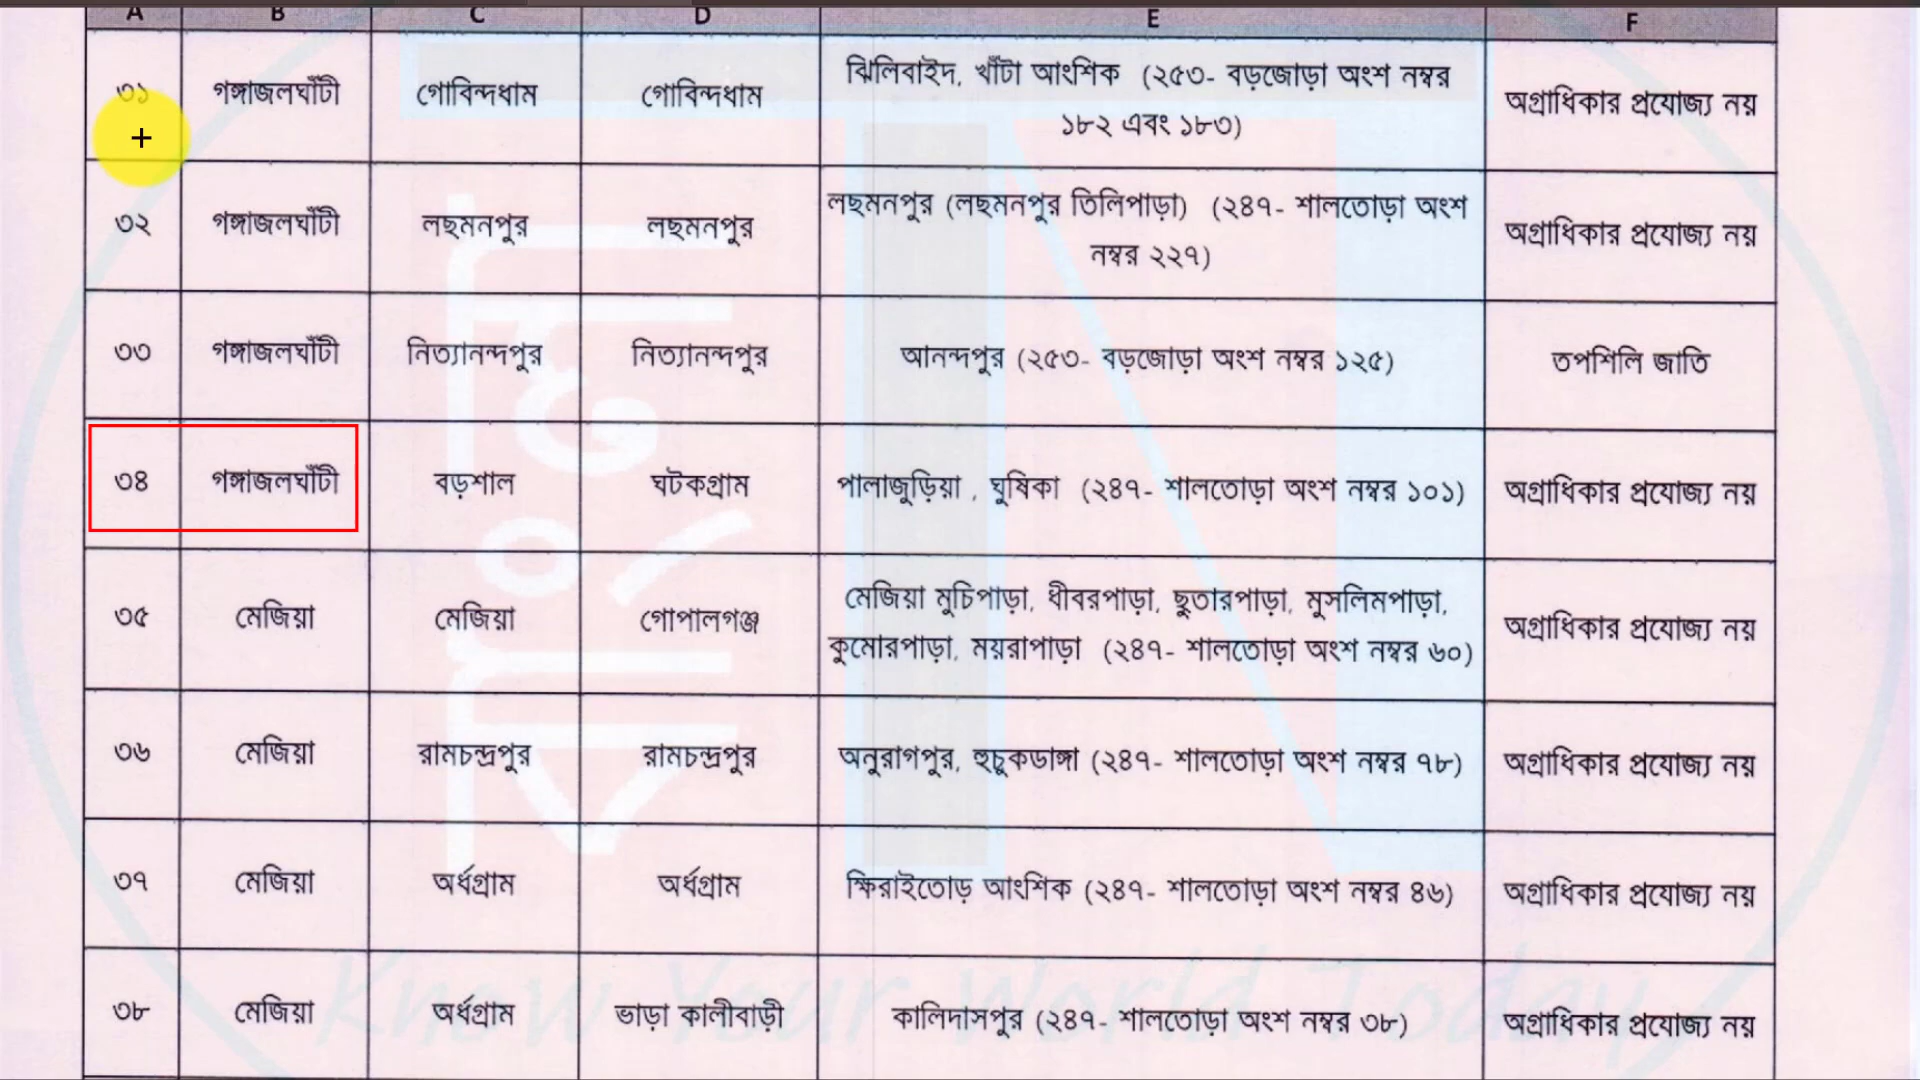 A B C D E F
৩১ গঙ্গাজলঘাঁটী গোবিন্দধাম গোবিন্দধাম ঝিলিবাইদ, খাঁটা আংশিক (২৫৩- বড়জোড়া অংশ নম্বর
১৮২ এবং ১৮৩) অগ্রাধিকার প্রযোজ্য নয়
৩২ গঙ্গাজলঘাঁটী লছমনপুর লছমনপুর লছমনপুর (লছমনপুর তিলিপাড়া) (২৪৭- শালতোড়া অংশ
নম্বর ২২৭) অগ্রাধিকার প্রযোজ্য নয়
৩৩ গঙ্গাজলঘাঁটী নিত্যানন্দপুর নিত্যানন্দপুর আনন্দপুর (২৫৩- বড়জোড়া অংশ নম্বর ১২৫) তপশিলি জাতি
৩৪ গঙ্গাজলঘাঁটী বড়শাল ঘটকগ্রাম পালাজুড়িয়া , ঘুষিকা (২৪৭- শালতোড়া অংশ নম্বর ১০১) অগ্রাধিকার প্রযোজ্য নয়
৩৫ মেজিয়া মেজিয়া গোপালগঞ্জ মেজিয়া মুচিপাড়া, ধীবরপাড়া, ছুতারপাড়া, মুসলিমপাড়া,
কুমোরপাড়া, ময়রাপাড়া (২৪৭- শালতোড়া অংশ নম্বর ৬০) অগ্রাধিকার প্রযোজ্য নয়
৩৬ মেজিয়া রামচন্দ্রপুর রামচন্দ্রপুর অনুরাগপুর, হুচুকডাঙ্গা (২৪৭- শালতোড়া অংশ নম্বর ৭৮) অগ্রাধিকার প্রযোজ্য নয়
৩৭ মেজিয়া অর্ধগ্রাম অর্ধগ্রাম ক্ষিরাইতোড় আংশিক (২৪৭- শালতোড়া অংশ নম্বর ৪৬) অগ্রাধিকার প্রযোজ্য নয়
৩৮ মেজিয়া অর্ধগ্রাম ভাড়া কালীবাড়ী কালিদাসপুর (২৪৭- শালতোড়া অংশ নম্বর ৩৮) অগ্রাধিকার প্রযোজ্য নয়
বাংলা
Know Your World Today